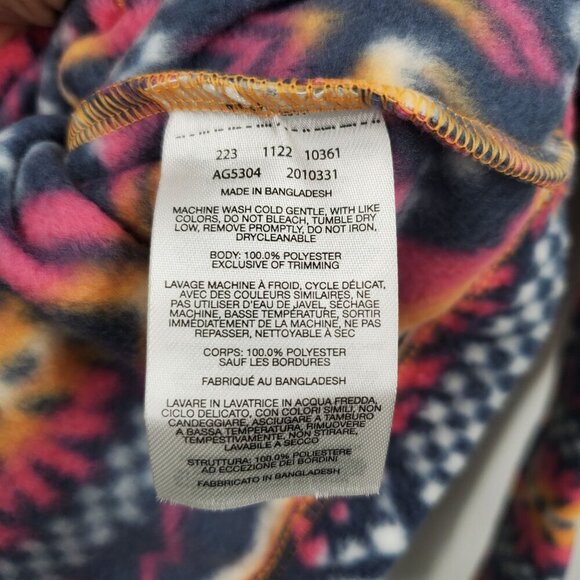 223 1122 10361
AG5304 2010331
MADE IN BANGLADESH
MACHINE WASH COLD GENTLE, WITH LIKE
COLORS, DO NOT BLEACH, TUMBLE DRY
LOW, REMOVE PROMPTLY, DO NOT IRON,
DRYCLEANABLE
BODY: 100.0% POLYESTER
EXCLUSIVE OF TRIMMING
LAVAGE MACHINE À FROID, CYCLE DÉLICAT,
AVEC DES COULEURS SIMILAIRES, NE
PAS UTILISER D'EAU DE JAVEL, SÉCHAGE
MACHINE, BASSE TEMPÉRATURE, SORTIR
IMMÉDIATEMENT DE LA MACHINE, NE PAS
REPASSER, NETTOYABLE À SEC
CORPS: 100.0% POLYESTER
SAUF LES BORDURES
FABRIQUÉ AU BANGLADESH
LAVARE IN LAVATRICE IN ACQUA FREDDA,
CICLO DELICATO, CON COLORI SIMILI, NON
CANDEGGIARE, ASCIUGARE A TAMBURO
A BASSA TEMPERATURA, RIMUOVERE
TEMPESTIVAMENTE, NON STIRARE,
LAVABILE A SECCO
STRUTTURA: 100.0% POLIESTERE
AD ECCEZIONE DEI BORDINI
FABBRICATO IN BANGLADESH